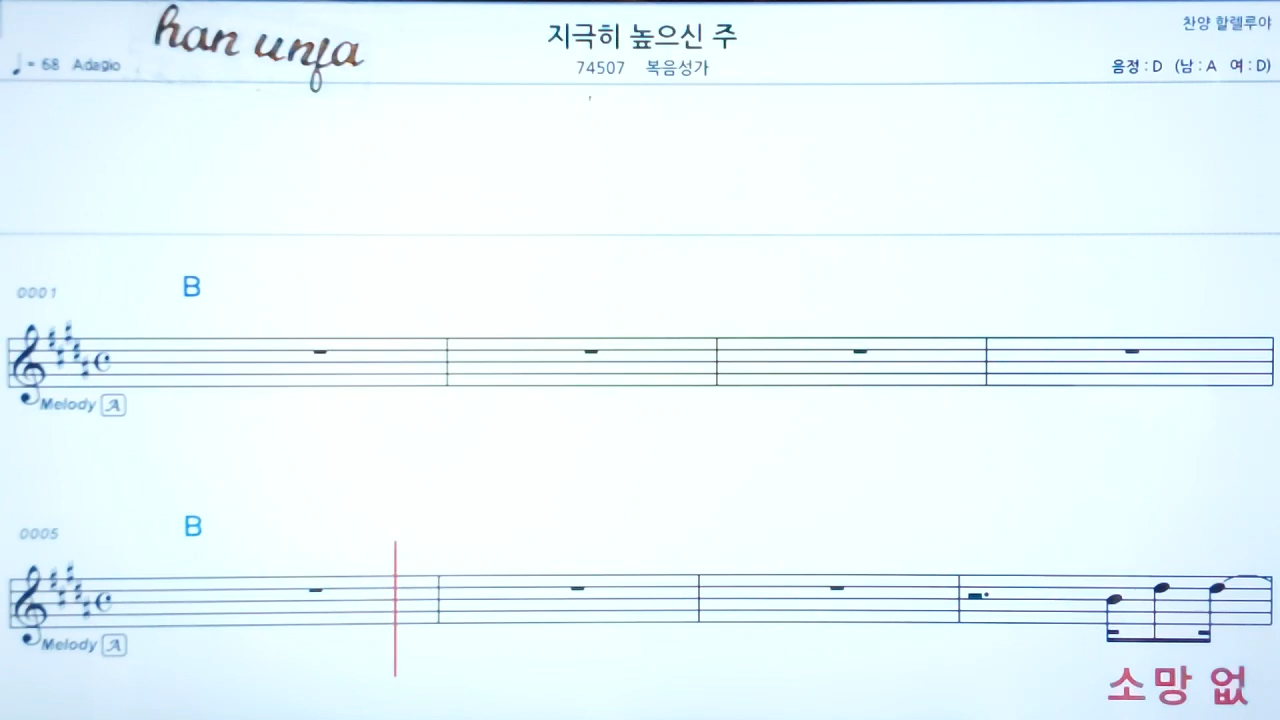 han unfa
지극히 높으신 주
찬양 할렐루야
♩= 68 Adagio
74507 복음성가
음정 : D (남 : A 여 : D)
0001
B
Melody A
0005
B
Melody A
소망 없